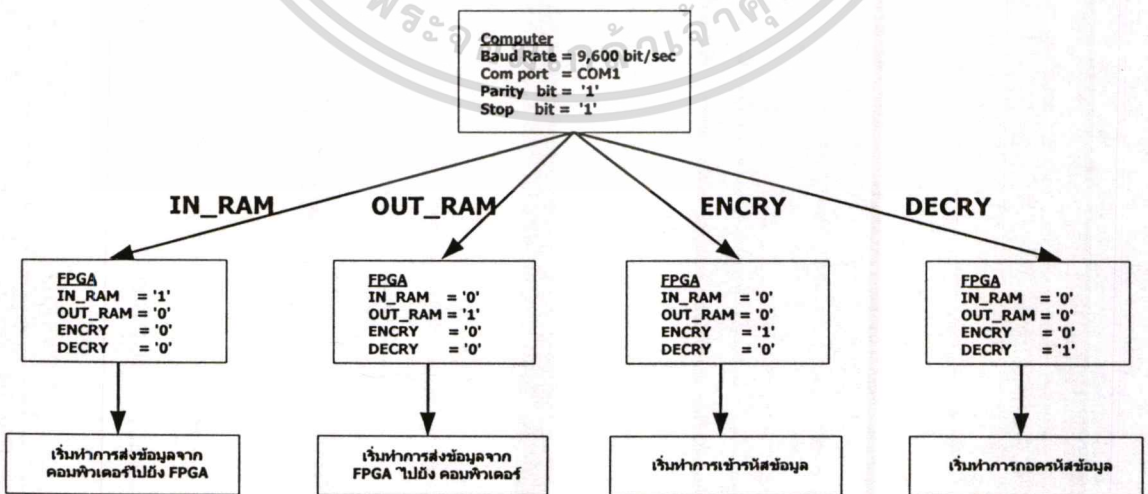 Computer
Baud Rate = 9,600 bit/sec
Com port = COM1
Parity bit = '1'
Stop bit = '1'
IN_RAM
OUT_RAM
ENCRY
DECRY
FPGA
IN_RAM = '1'
OUT_RAM = '0'
ENCRY = '0'
DECRY = '0'
FPGA
IN_RAM = '0'
OUT_RAM = '1'
ENCRY = '0'
DECRY = '0'
FPGA
IN_RAM = '0'
OUT_RAM = '0'
ENCRY = '1'
DECRY = '0'
FPGA
IN_RAM = '0'
OUT_RAM = '0'
ENCRY = '0'
DECRY = '1'
เริ่มทำการส่งข้อมูลจาก
คอมพิวเตอร์ไปยัง FPGA
เริ่มทำการส่งข้อมูลจาก
FPGA ไปยัง คอมพิวเตอร์
เริ่มทำการเข้ารหัสข้อมูล
เริ่มทำการถอดรหัสข้อมูล